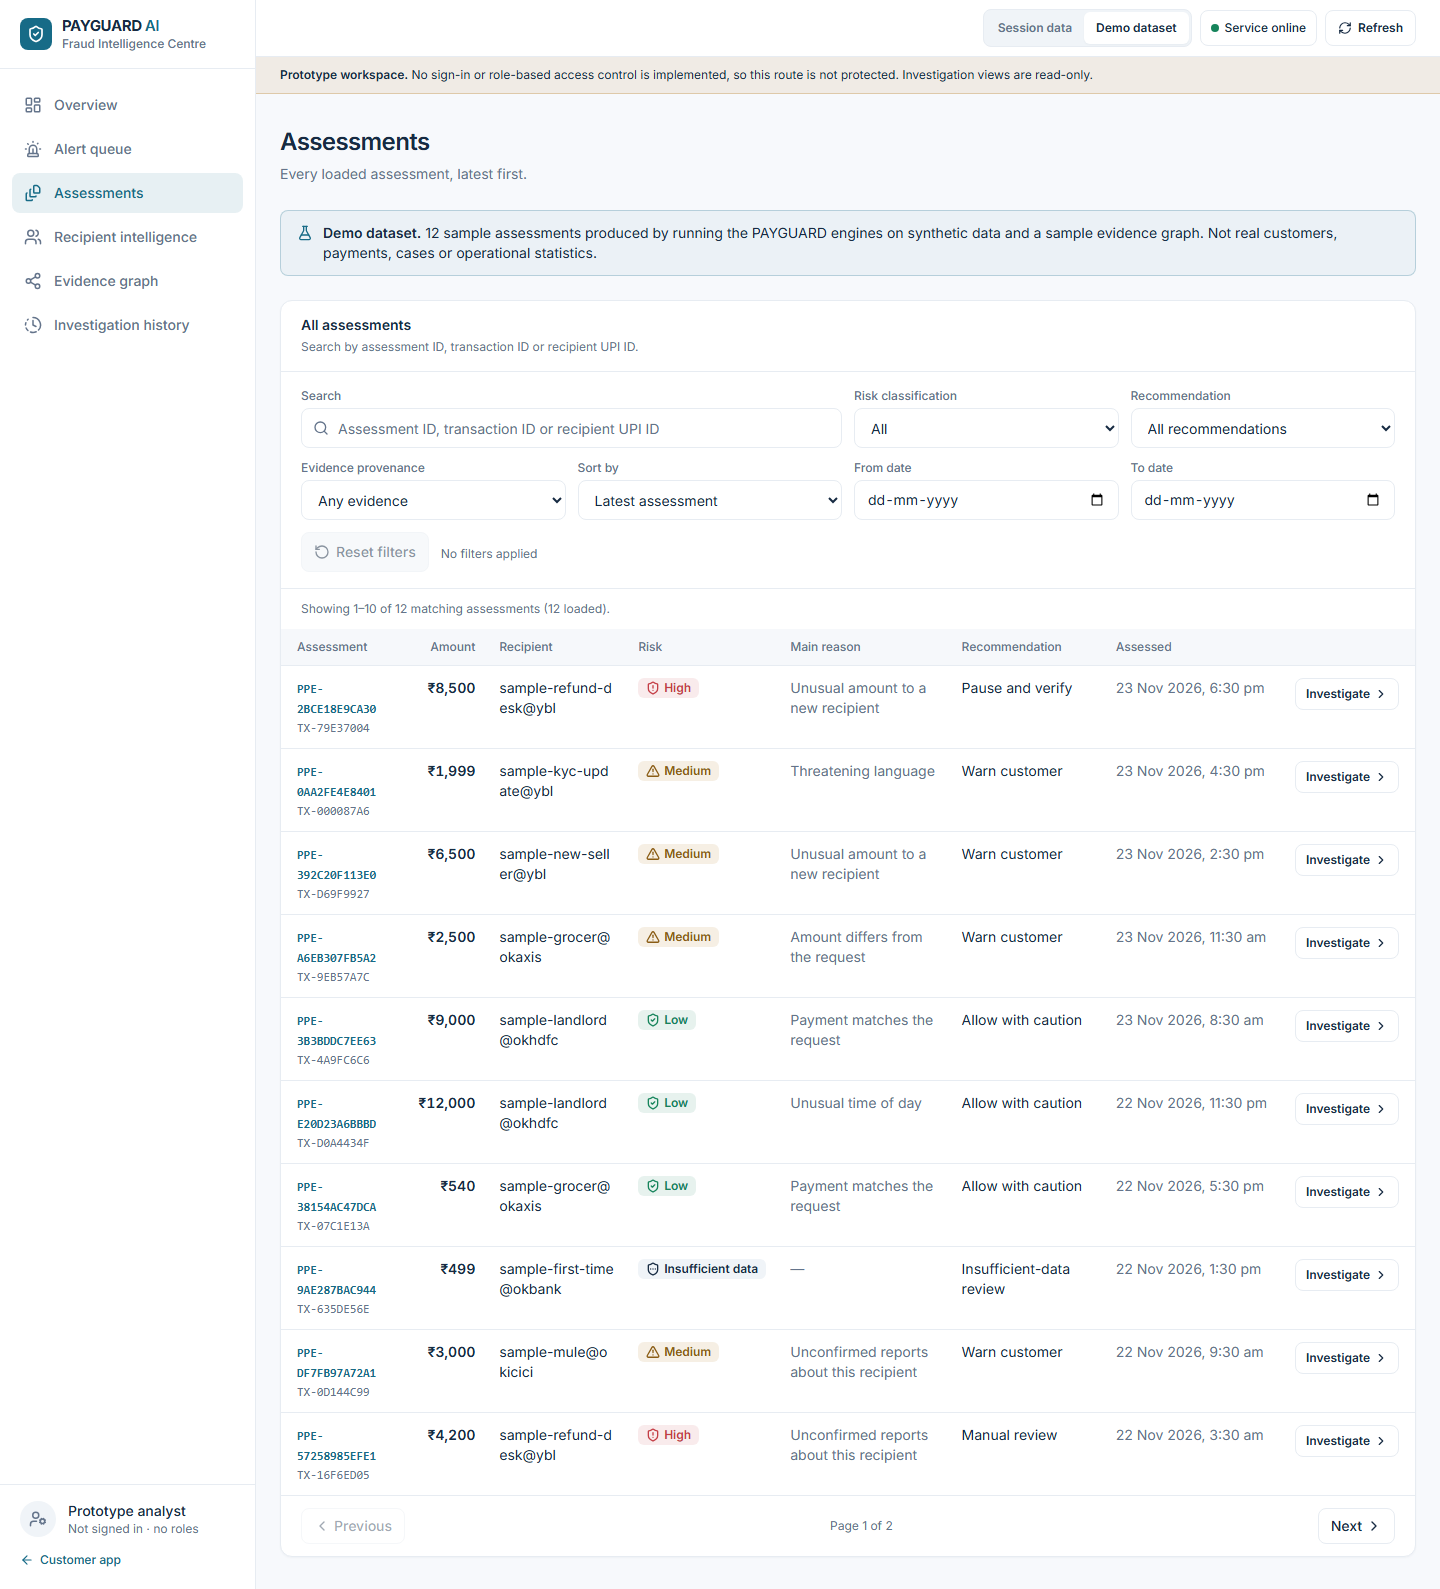 PAYGUARD AI
Fraud Intelligence Centre
Overview
Alert queue
Assessments
Recipient intelligence
Evidence graph
Investigation history
Prototype analyst
Not signed in · no roles
Customer app
Session data
Demo dataset
Service online
Refresh
Prototype workspace. No sign-in or role-based access control is implemented, so this route is not protected. Investigation views are read-only.
Assessments
Every loaded assessment, latest first.
Demo dataset. 12 sample assessments produced by running the PAYGUARD engines on synthetic data and a sample evidence graph. Not real customers,
payments, cases or operational statistics.
All assessments
Search by assessment ID, transaction ID or recipient UPI ID.
Search
Risk classification
Recommendation
Assessment ID, transaction ID or recipient UPI ID
All
All recommendations
Evidence provenance
Sort by
From date
To date
Any evidence
Latest assessment
dd-mm-yyyy
dd-mm-yyyy
Reset filters
No filters applied
Showing 1–10 of 12 matching assessments (12 loaded).
Assessment Amount Recipient Risk Main reason Recommendation Assessed
PPE- ₹8,500 sample-refund-d High Unusual amount to a Pause and verify 23 Nov 2026, 6:30 pm Investigate
2BCE18E9CA30 esk@ybl new recipient
TX-79E37004
PPE- ₹1,999 sample-kyc-upd Medium Threatening language Warn customer 23 Nov 2026, 4:30 pm Investigate
0AA2FE4E8401 ate@ybl
TX-000087A6
PPE- ₹6,500 sample-new-sell Medium Unusual amount to a Warn customer 23 Nov 2026, 2:30 pm Investigate
392C20F113E0 er@ybl new recipient
TX-D69F9927
PPE- ₹2,500 sample-grocer@ Medium Amount differs from Warn customer 23 Nov 2026, 11:30 am Investigate
A6EB307FB5A2 okaxis the request
TX-9EB57A7C
PPE- ₹9,000 sample-landlord Low Payment matches the Allow with caution 23 Nov 2026, 8:30 am Investigate
3B3BDDC7EE63 @okhdfc request
TX-4A9FC6C6
PPE- ₹12,000 sample-landlord Low Unusual time of day Allow with caution 22 Nov 2026, 11:30 pm Investigate
E20D23A6BBBD @okhdfc
TX-D0A4434F
PPE- ₹540 sample-grocer@ Low Payment matches the Allow with caution 22 Nov 2026, 5:30 pm Investigate
38154AC47DCA okaxis request
TX-07C1E13A
PPE- ₹499 sample-first-time Insufficient data — Insufficient-data 22 Nov 2026, 1:30 pm Investigate
9AE287BAC944 @okbank review
TX-635DE56E
PPE- ₹3,000 sample-mule@o Medium Unconfirmed reports Warn customer 22 Nov 2026, 9:30 am Investigate
DF7FB97A72A1 kicici about this recipient
TX-0D144C99
PPE- ₹4,200 sample-refund-d High Unconfirmed reports Manual review 22 Nov 2026, 3:30 am Investigate
57258985EFE1 esk@ybl about this recipient
TX-16F6ED05
Previous
Page 1 of 2
Next